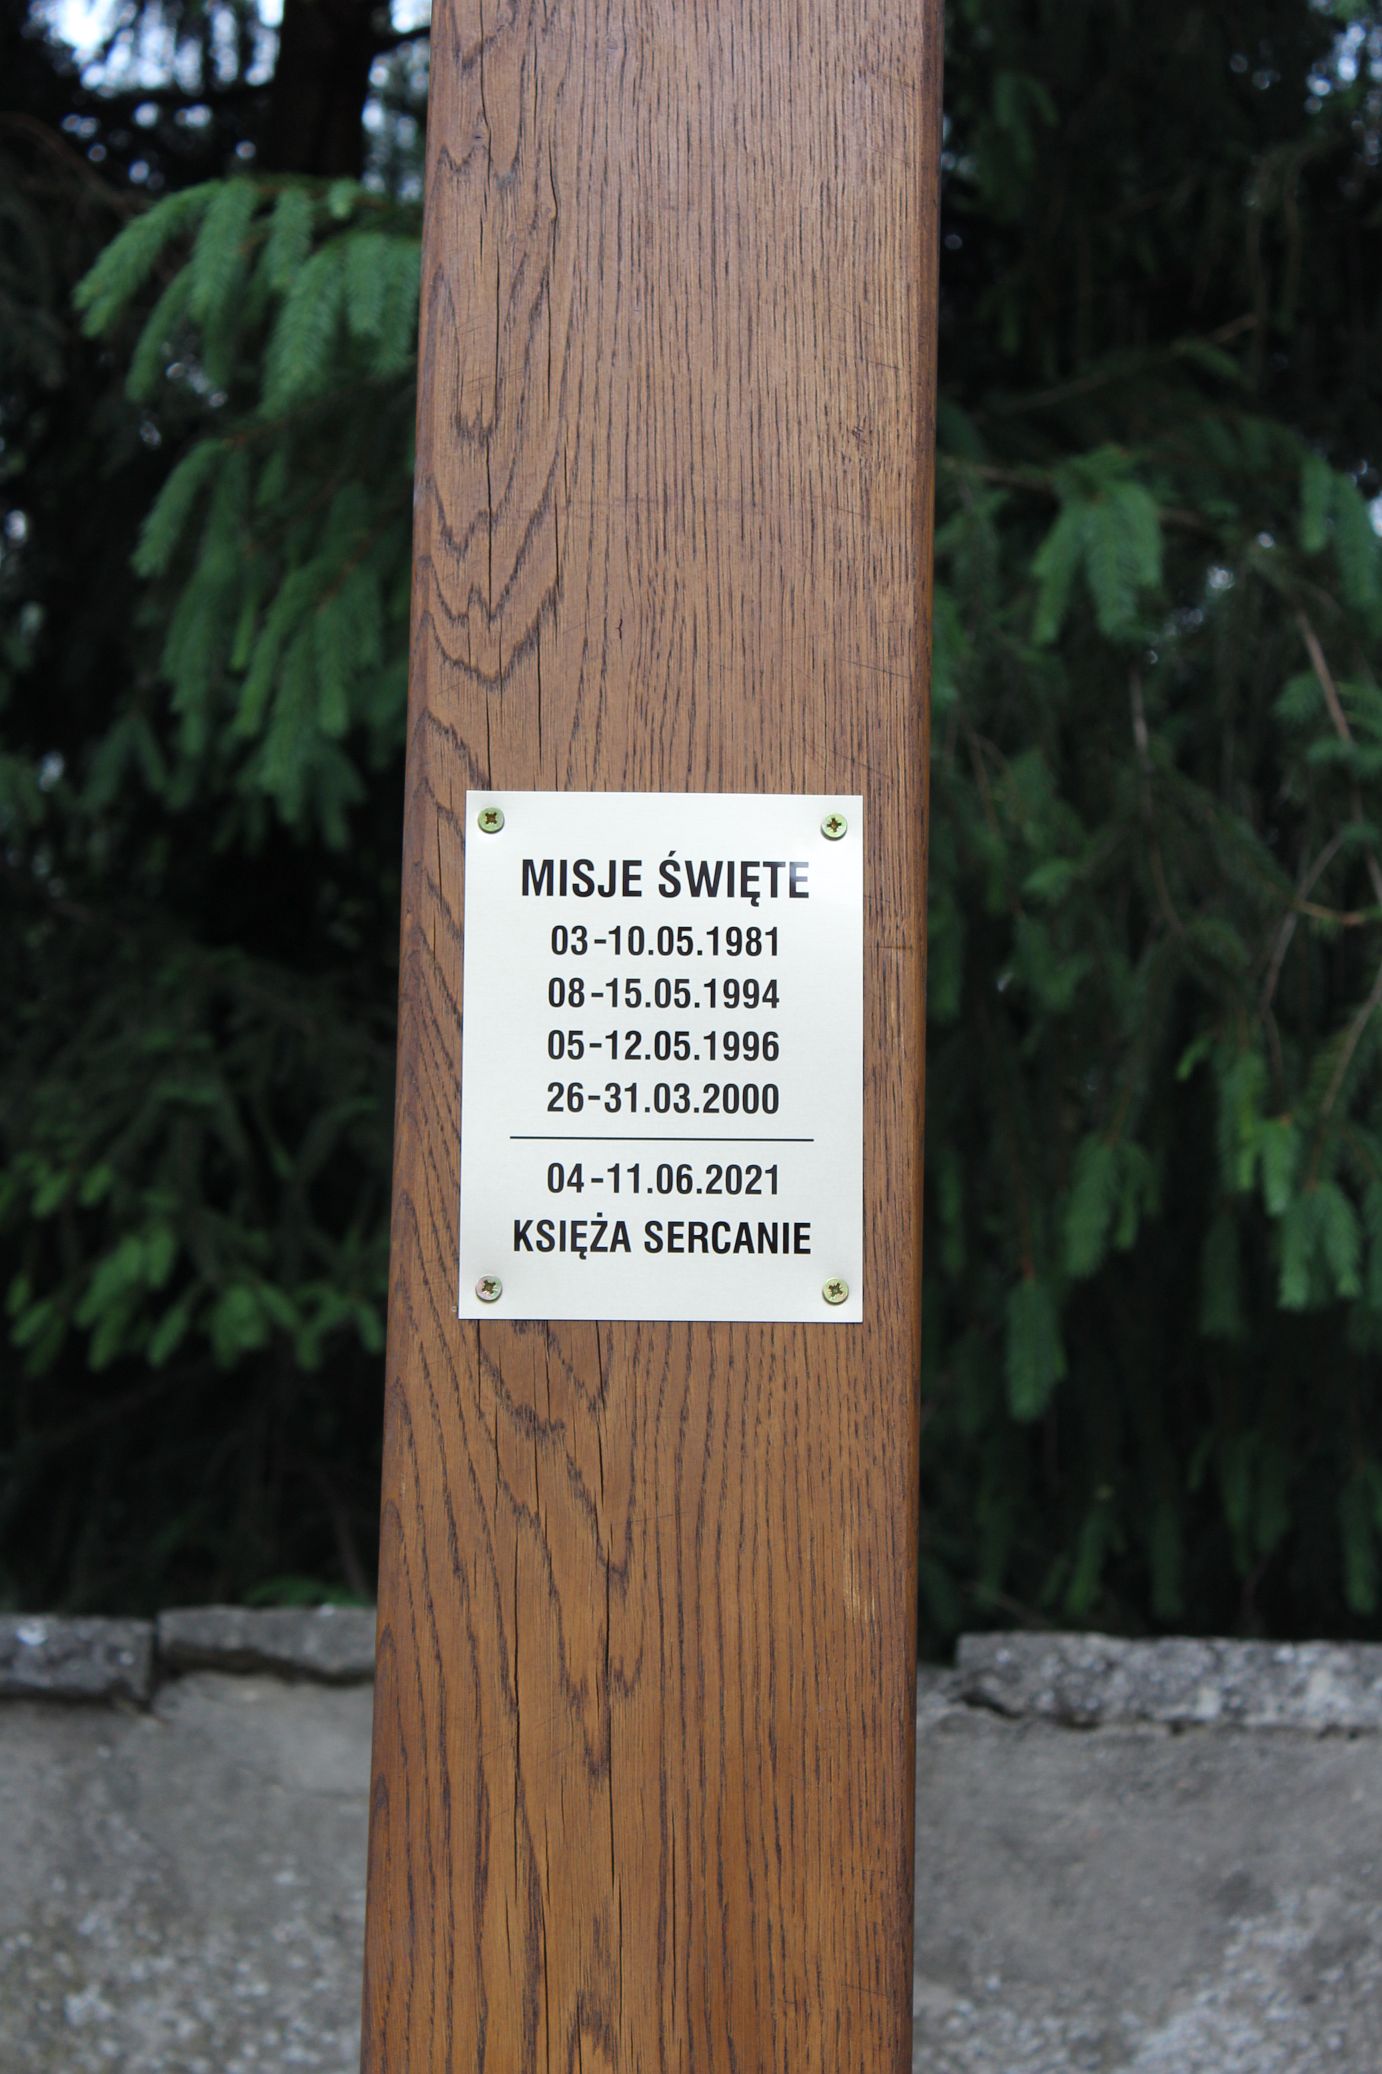 MISJE ŚWIĘTE
03-10.05.1981
08-15.05.1994
05-12.05.1996
26-31.03.2000
04-11.06.2021
KSIĘŻA SERCANIE